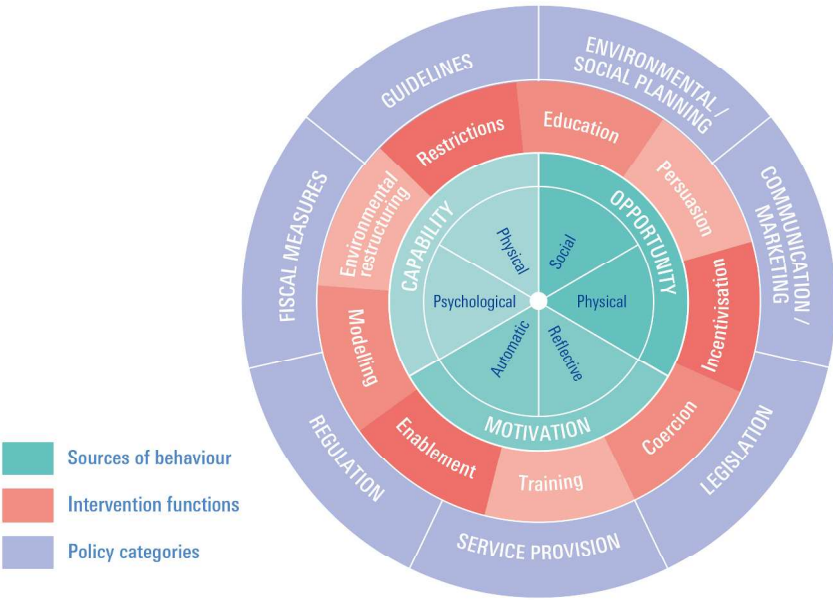 GUIDELINES
ENVIRONMENTAL /
SOCIAL PLANNING
COMMUNICATION /
MARKETING
LEGISLATION
SERVICE PROVISION
REGULATION
FISCAL MEASURES
Restrictions
Education
Persuasion
Incentivisation
Coercion
Training
Enablement
Modelling
Environmental
restructuring
CAPABILITY
OPPORTUNITY
MOTIVATION
Physical
Social
Physical
Reflective
Automatic
Psychological
Sources of behaviour
Intervention functions
Policy categories